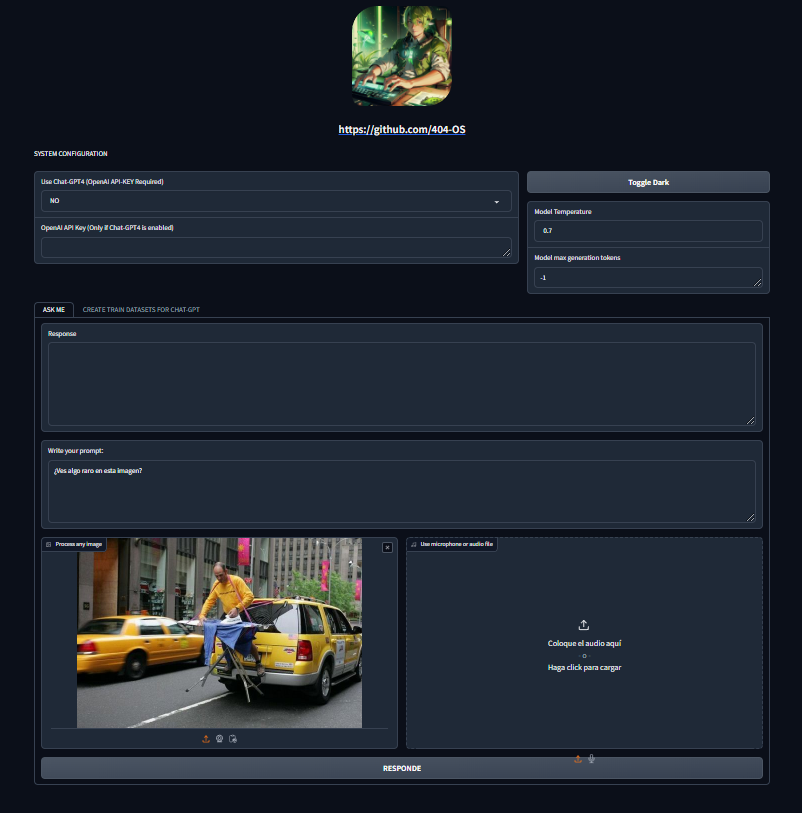 https://github.com/404-OS
SYSTEM CONFIGURATION
Use Chat-GPT4 (OpenAI API-KEY Required)
NO
OpenAI API Key (Only if Chat-GPT4 is enabled)
Toggle Dark
Model Temperature
0.7
Model max generation tokens
-1
ASK ME
CREATE TRAIN DATASETS FOR CHAT-GPT
Response
Write your prompt:
¿Ves algo raro en esta imagen?
Process any image
Use microphone or audio file
Coloque el audio aquí
- o -
Haga click para cargar
RESPONDE